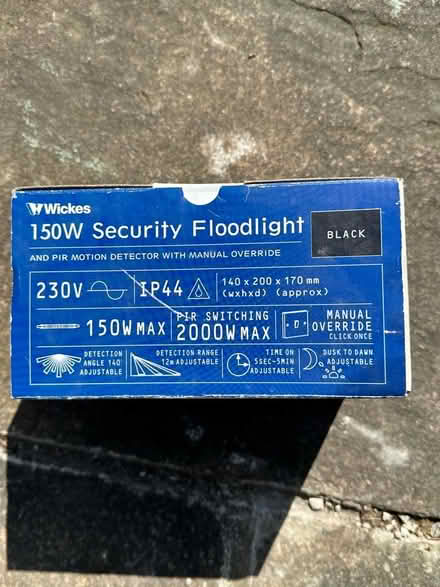 Wickes
150W Security Floodlight
BLACK
AND PIR MOTION DETECTOR WITH MANUAL OVERRIDE
230V
IP44
140 x 200 x 170 mm
(wxhxd) (approx)
150W MAX
PIR SWITCHING
2000W MAX
MANUAL
OVERRIDE
CLICK ONCE
DETECTION
ANGLE 140°
ADJUSTABLE
DETECTION RANGE
12m ADJUSTABLE
TIME ON
5SEC-5MIN
ADJUSTABLE
DUSK TO DAWN
ADJUSTABLE